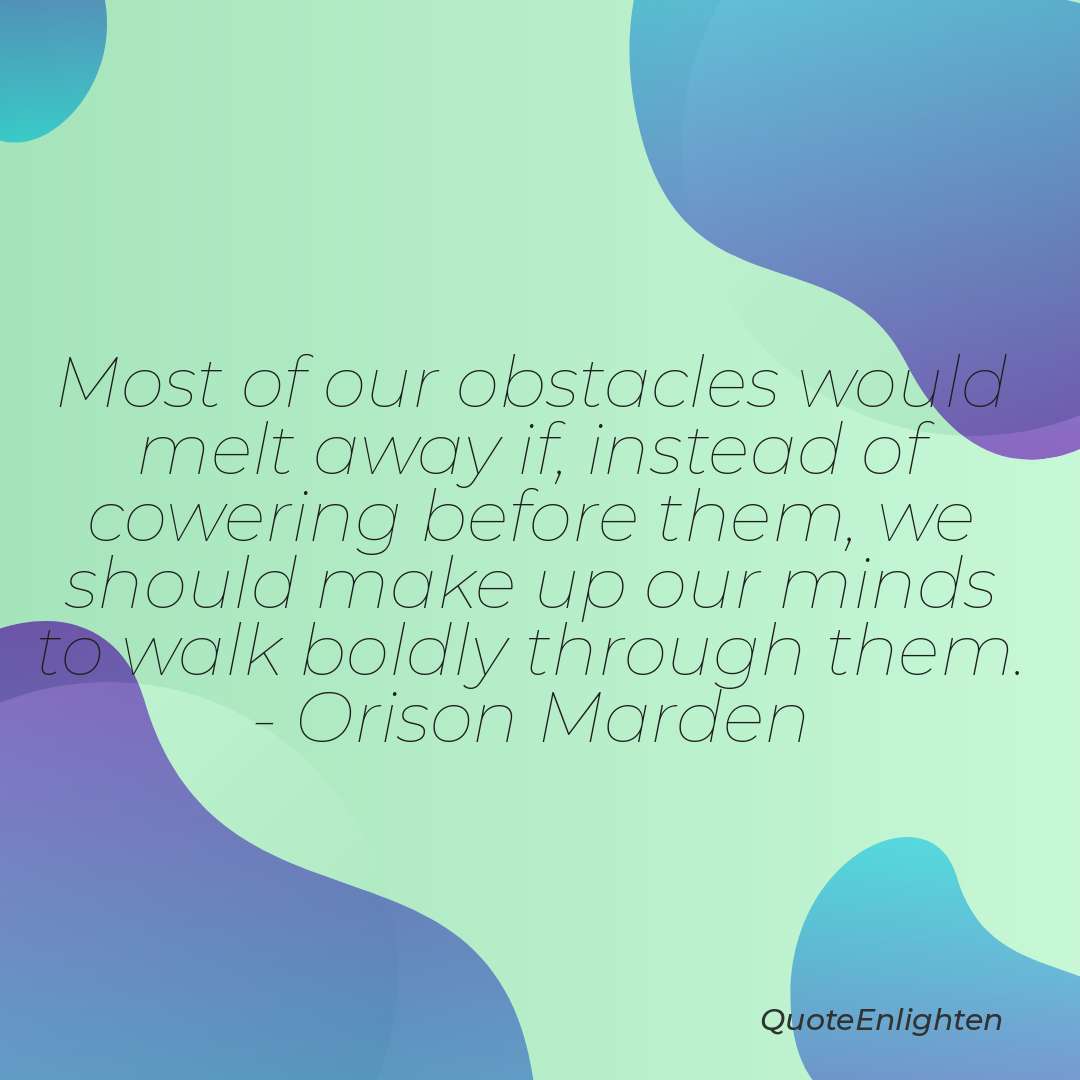 Most of our obstacles would
melt away if, instead of
cowering before them, we
should make up our minds
to walk boldly through them.
- Orison Marden
QuoteEnlighten